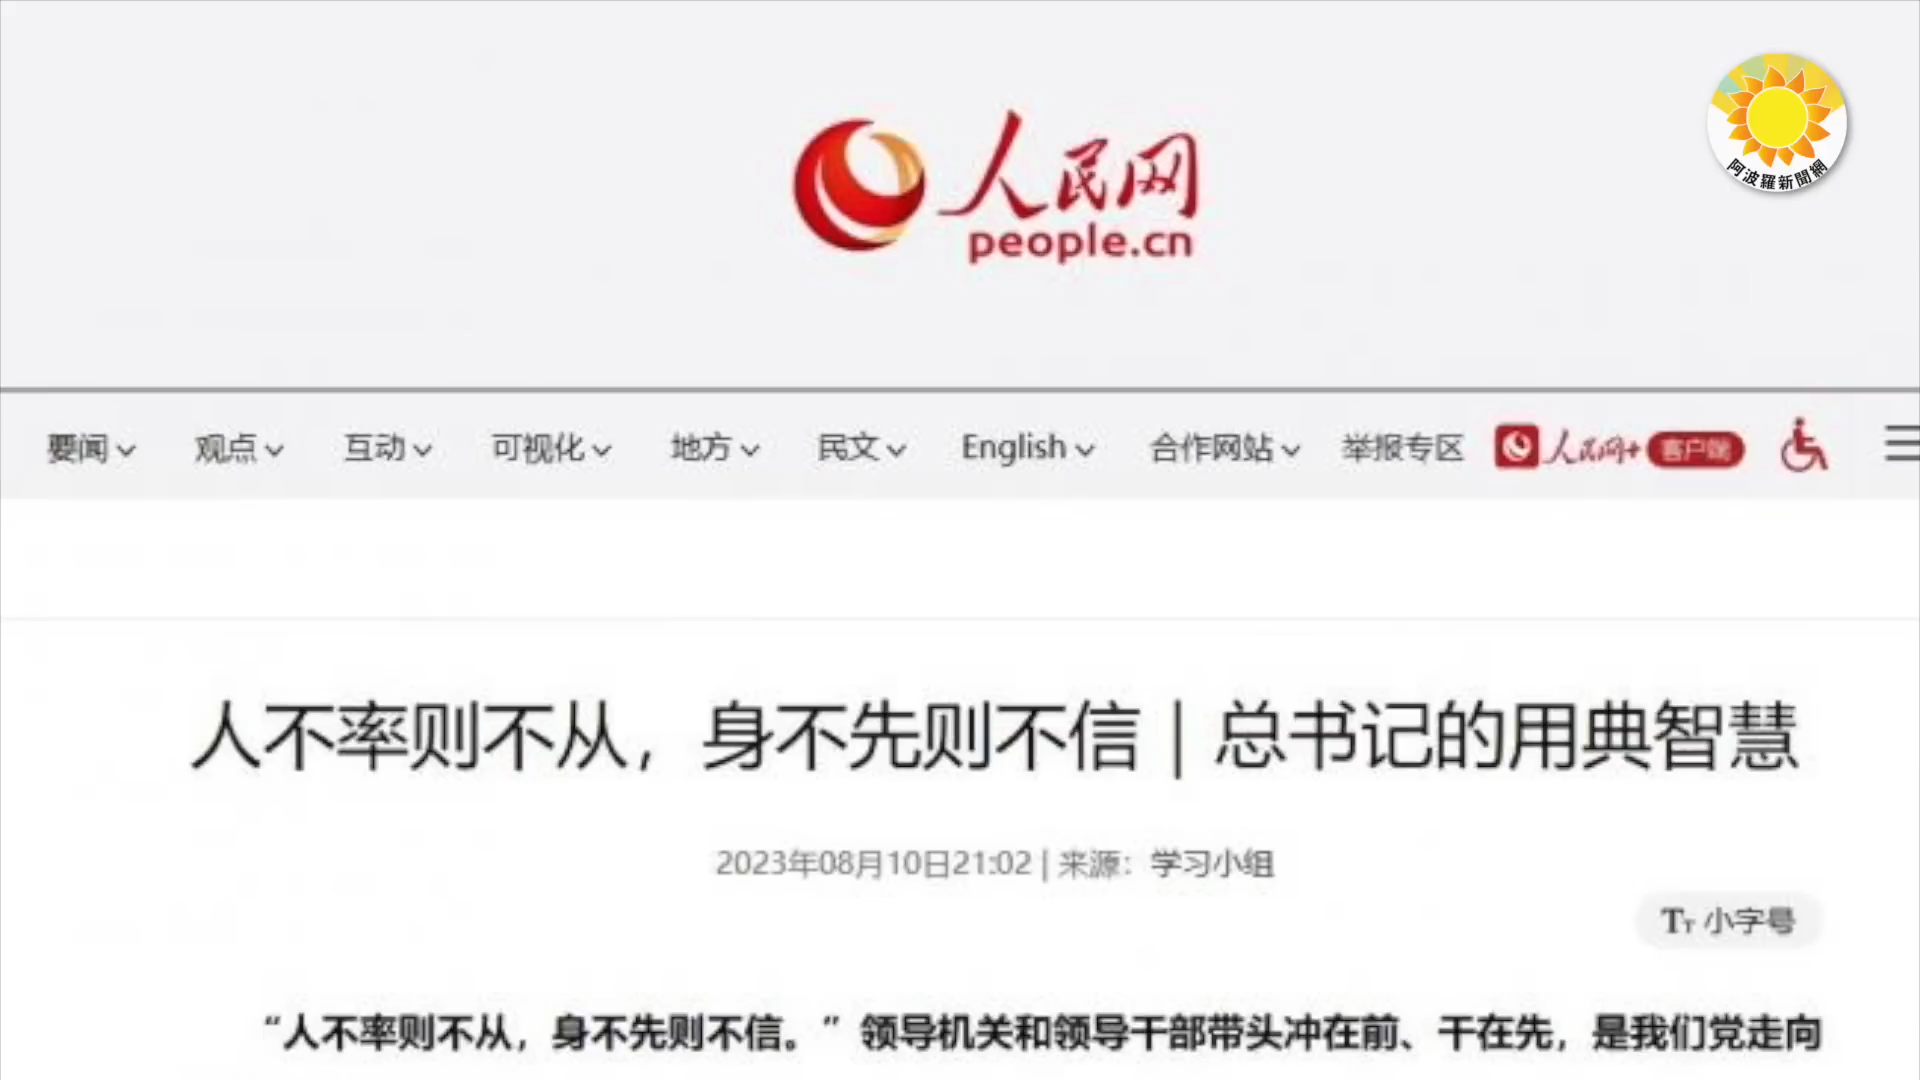 人民网
people.cn
阿波羅新聞網
要闻 观点 互动 可视化 地方 民文 English 合作网站 举报专区 人民网+ 客户端
人不率则不从，身不先则不信｜总书记的用典智慧
2023年08月10日21:02 | 来源：学习小组
TT 小字号
“人不率则不从，身不先则不信。”领导机关和领导干部带头冲在前、干在先，是我们党走向